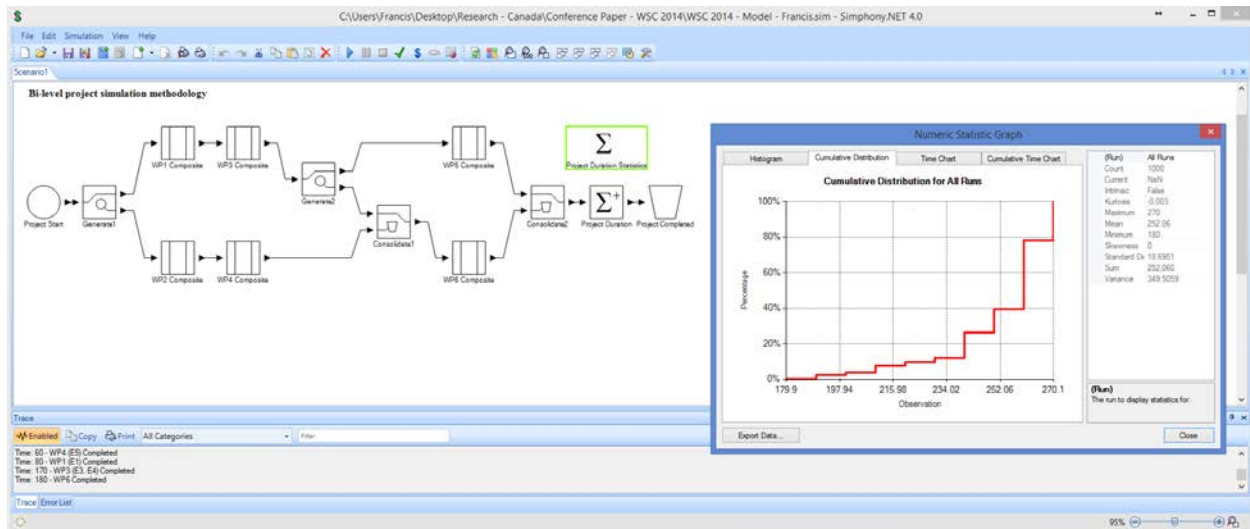 C:\Users\Francis\Desktop\Research - Canada\Conference Paper - WSC 2014\WSC 2014 - Model - Francis.sim - Simphony.NET 4.0
File Edit Simulation View Help
Scenario1
Bi-level project simulation methodology
WP1 Composite
WP3 Composite
WP5 Composite
Project Duration Statistics
Generate2
Project Start
Generate1
Consolidate1
Consolidate2
Project Duration
Project Completed
WP2 Composite
WP4 Composite
WP6 Composite
Numeric Statistic Graph
Histogram
Cumulative Distribution
Time Chart
Cumulative Time Chart
Cumulative Distribution for All Runs
100%
80%
60%
40%
20%
0%
Percentage
179.9
197.94
215.98
234.02
252.06
270.1
Observation
(Run) All Runs
Count 1000
Current NaN
Intrinsic False
Kurtosis -0.003
Maximum 270
Mean 252.06
Minimum 180
Skewness 0
Standard De 18.6951
Sum 252,060
Variance 349.5059
(Run)
The run to display statistics for.
Export Data...
Close
Trace
Enabled Copy Print All Categories Filter
Time: 60 - WP4 (E5) Completed
Time: 80 - WP1 (E1) Completed
Time: 170 - WP3 (E3, E4) Completed
Time: 180 - WP6 Completed
Trace Error List
95%